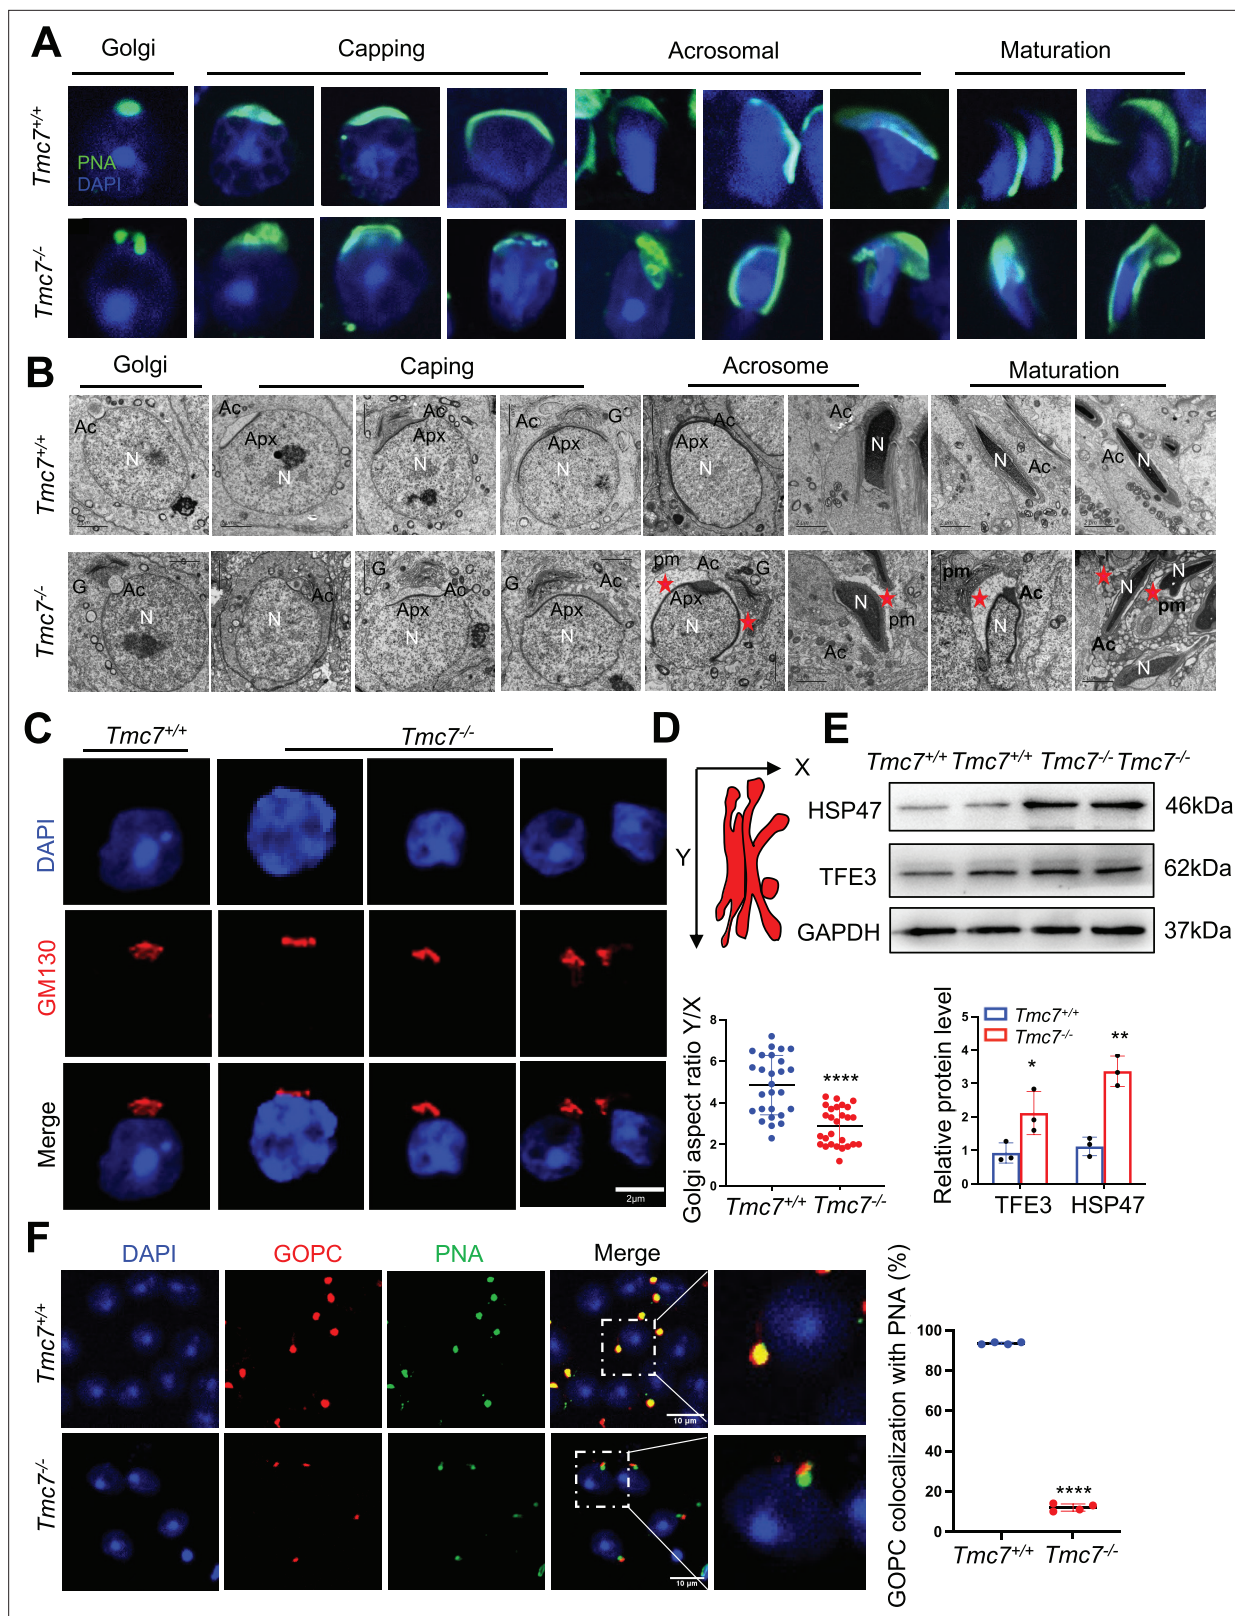 A
Golgi
Capping
Acrosomal
Maturation
Tmc7+/+
PNA
DAPI
Tmc7-/-
B
Golgi
Caping
Acrosome
Maturation
Tmc7+/+
Ac
N
Apx
N
Ac
Apx
N
G
Apx
N
Apx
N
Ac
N
N
Ac
Ac
N
Tmc7-/-
G
Ac
N
Ac
N
G
Ac
Apx
N
G
Ac
Apx
N
pm
Ac
G
Apx
N
N
pm
Ac
pm
Ac
N
N
N
pm
Ac
N
C
Tmc7+/+
Tmc7-/-
DAPI
GM130
Merge
2μm
D
X
Y
Golgi aspect ratio Y/X
8
6
4
2
0
****
Tmc7+/+
Tmc7-/-
E
Tmc7+/+ Tmc7+/+ Tmc7-/- Tmc7-/-
HSP47
46kDa
TFE3
62kDa
GAPDH
37kDa
Relative protein level
5
4
3
2
1
0
Tmc7+/+
Tmc7-/-
*
**
TFE3
HSP47
F
DAPI
GOPC
PNA
Merge
Tmc7+/+
10 μm
Tmc7-/-
10 μm
GOPC colocalization with PNA (%)
100
80
60
40
20
0
****
Tmc7+/+
Tmc7-/-